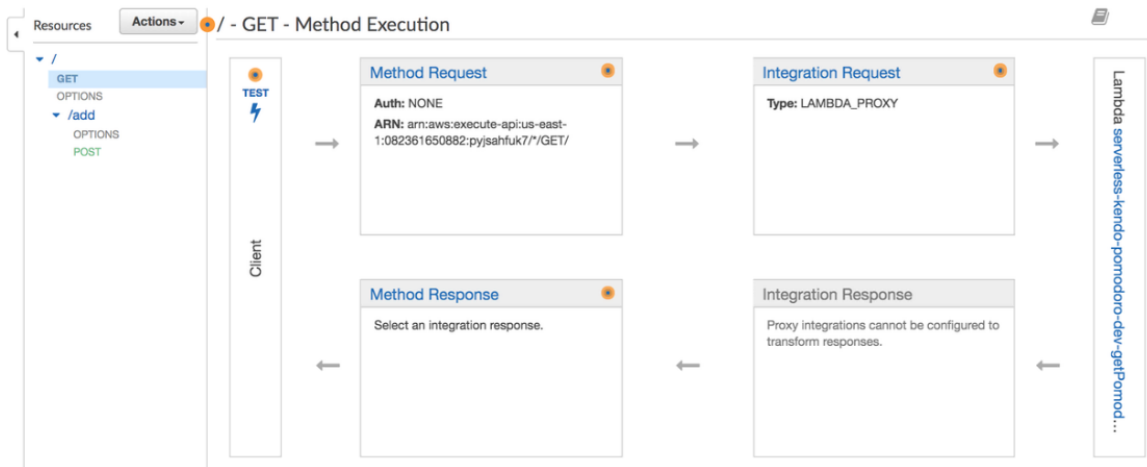 Resources
Actions
/ - GET - Method Execution
/
GET
OPTIONS
/add
OPTIONS
POST
TEST
Client
Method Request
Auth: NONE
ARN: arn:aws:execute-api:us-east-
1:082361650882:pyjsahfuk7/*/GET/
Integration Request
Type: LAMBDA_PROXY
Lambda serverless-kendo-pomodoro-dev-getPomod...
Method Response
Select an integration response.
Integration Response
Proxy integrations cannot be configured to
transform responses.